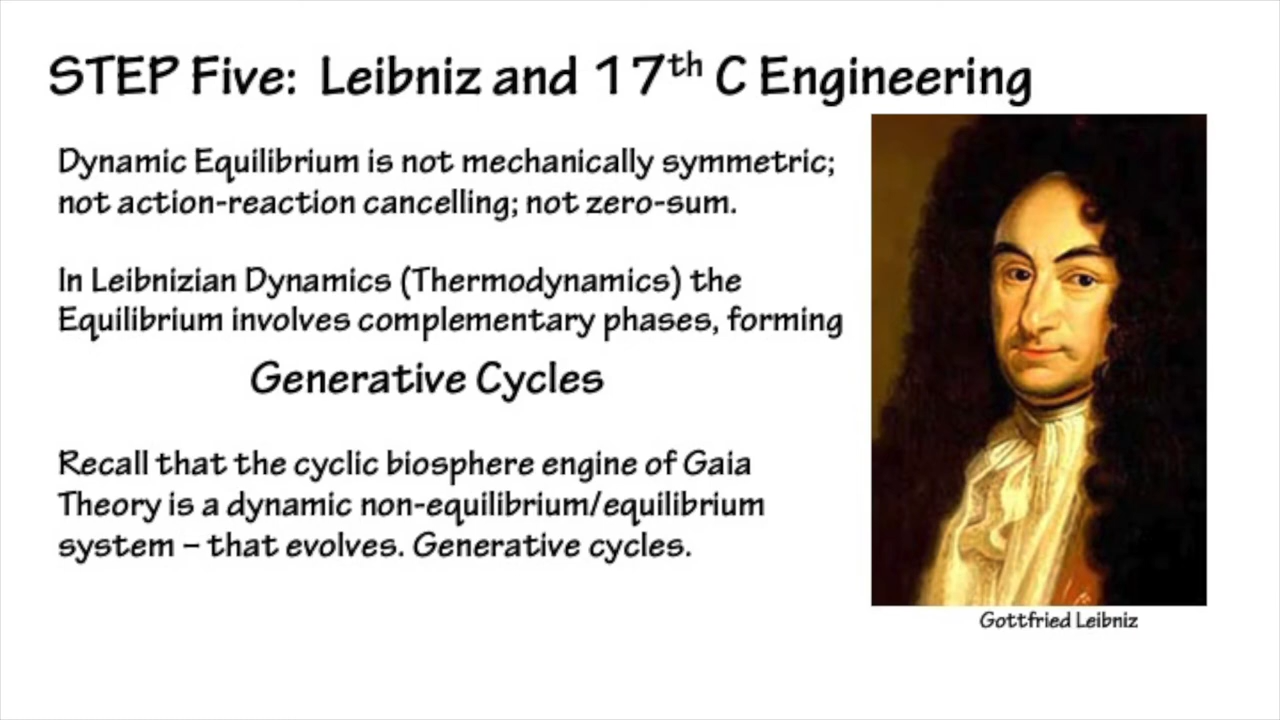 STEP Five: Leibniz and 17th C Engineering
Dynamic Equilibrium is not mechanically symmetric;
not action-reaction cancelling; not zero-sum.
In Leibnizian Dynamics (Thermodynamics) the
Equilibrium involves complementary phases, forming
Generative Cycles
Recall that the cyclic biosphere engine of Gaia
Theory is a dynamic non-equilibrium/equilibrium
system – that evolves. Generative cycles.
Gottfried Leibniz